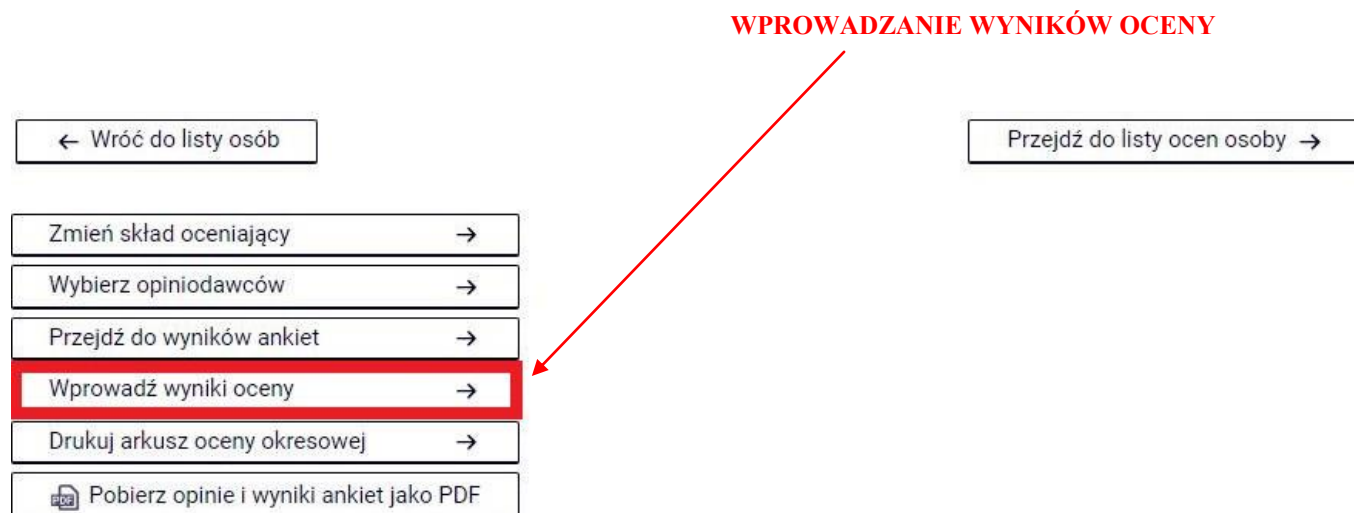 WPROWADZANIE WYNIKÓW OCENY
← Wróć do listy osób
Przejdź do listy ocen osoby →
Zmień skład oceniający →
Wybierz opiniodawców →
Przejdź do wyników ankiet →
Wprowadź wyniki oceny →
Drukuj arkusz oceny okresowej →
PDF Pobierz opinie i wyniki ankiet jako PDF